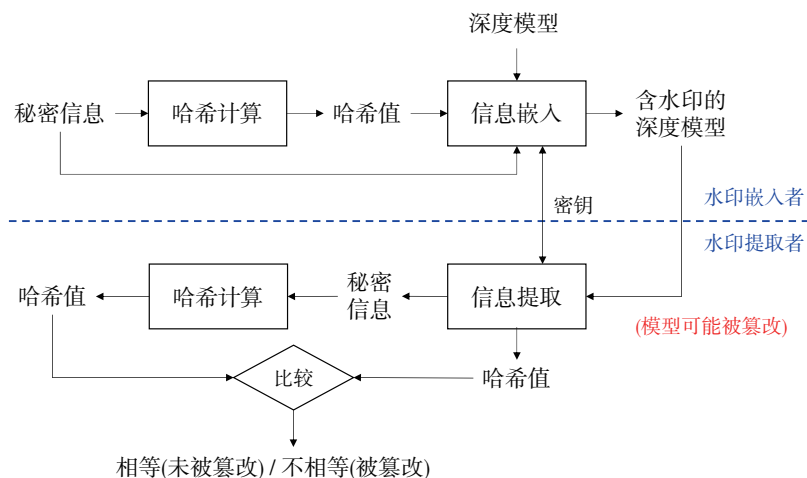 深度模型
秘密信息
哈希计算
哈希值
信息嵌入
含水印的
深度模型
水印嵌入者
密钥
水印提取者
哈希值
哈希计算
秘密
信息
信息提取
(模型可能被篡改)
比较
哈希值
相等(未被篡改) / 不相等(被篡改)